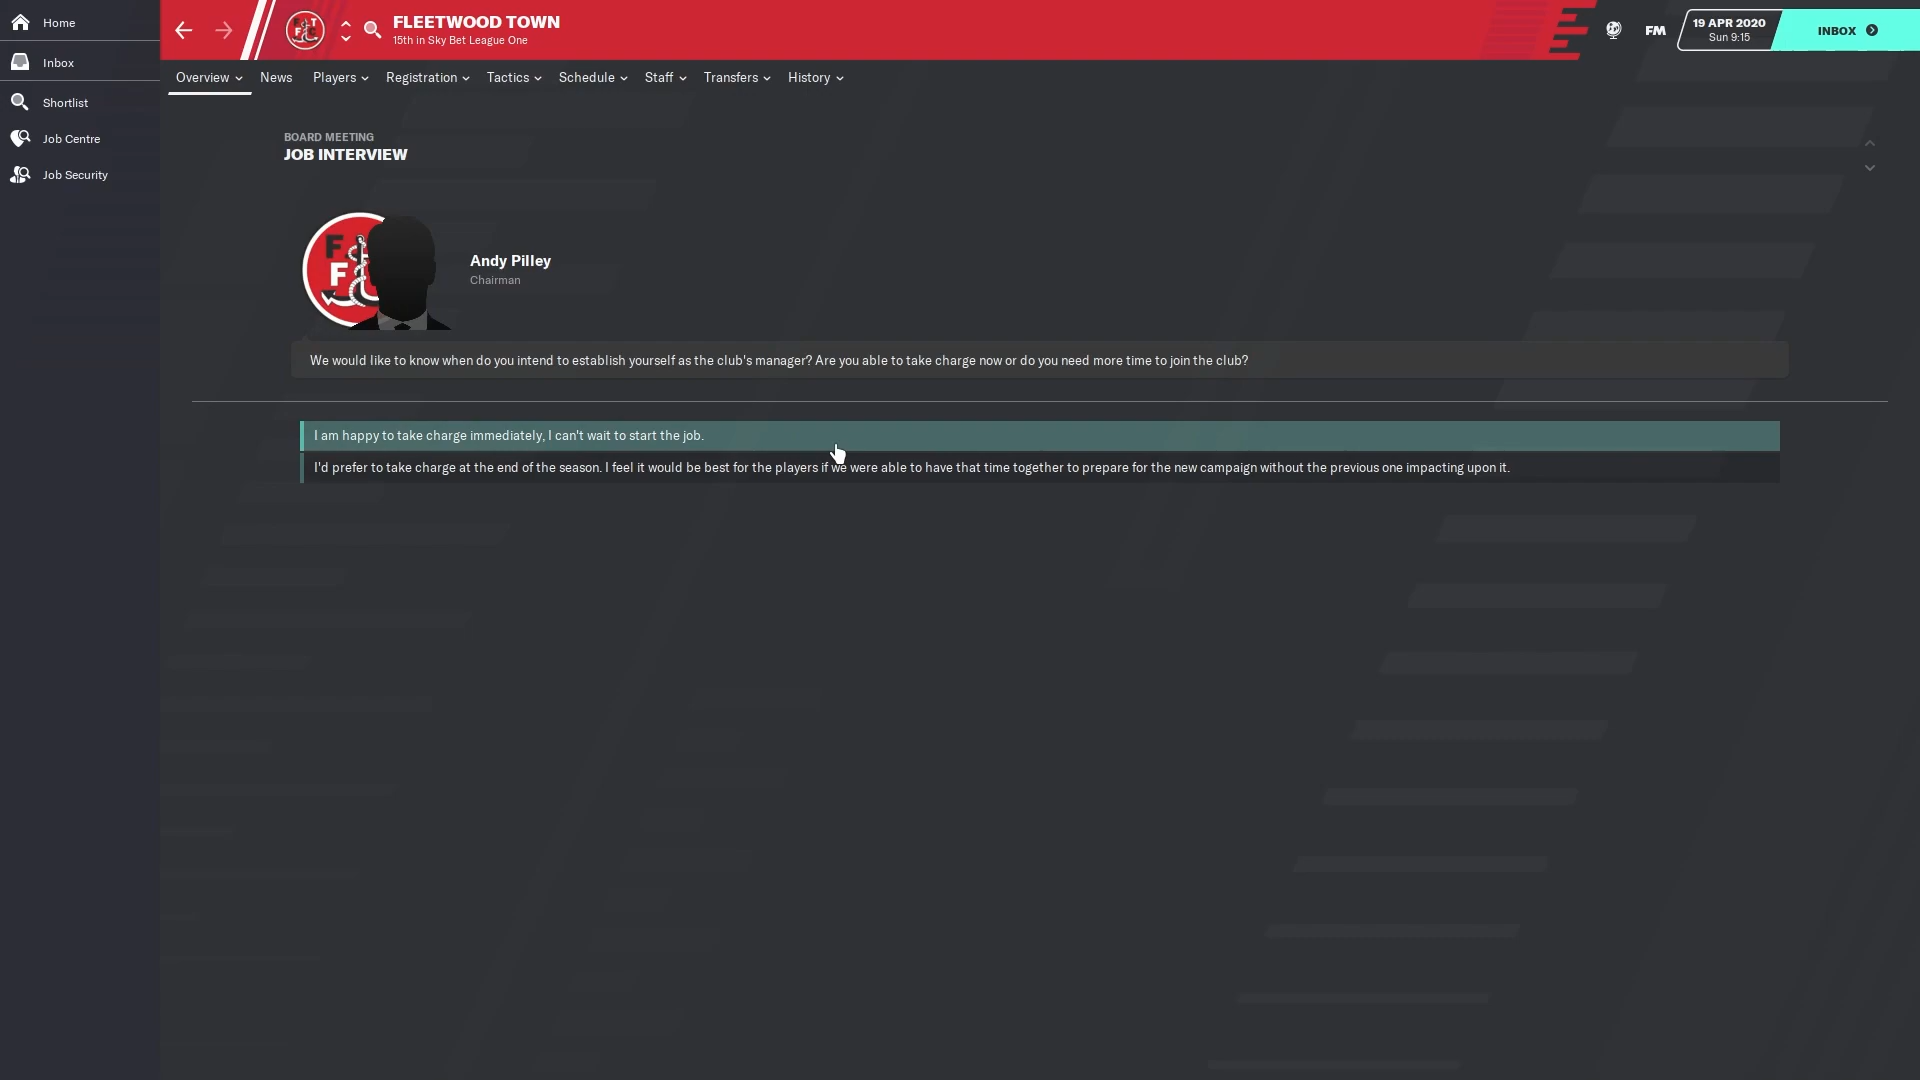 Home
Inbox
Shortlist
Job Centre
Job Security
FLEETWOOD TOWN
15th in Sky Bet League One
FM
19 APR 2020
Sun 9:15
INBOX
Overview
News
Players
Registration
Tactics
Schedule
Staff
Transfers
History
BOARD MEETING
JOB INTERVIEW
F
F
Andy Pilley
Chairman
We would like to know when do you intend to establish yourself as the club's manager? Are you able to take charge now or do you need more time to join the club?
I am happy to take charge immediately, I can't wait to start the job.
I'd prefer to take charge at the end of the season. I feel it would be best for the players if we were able to have that time together to prepare for the new campaign without the previous one impacting upon it.